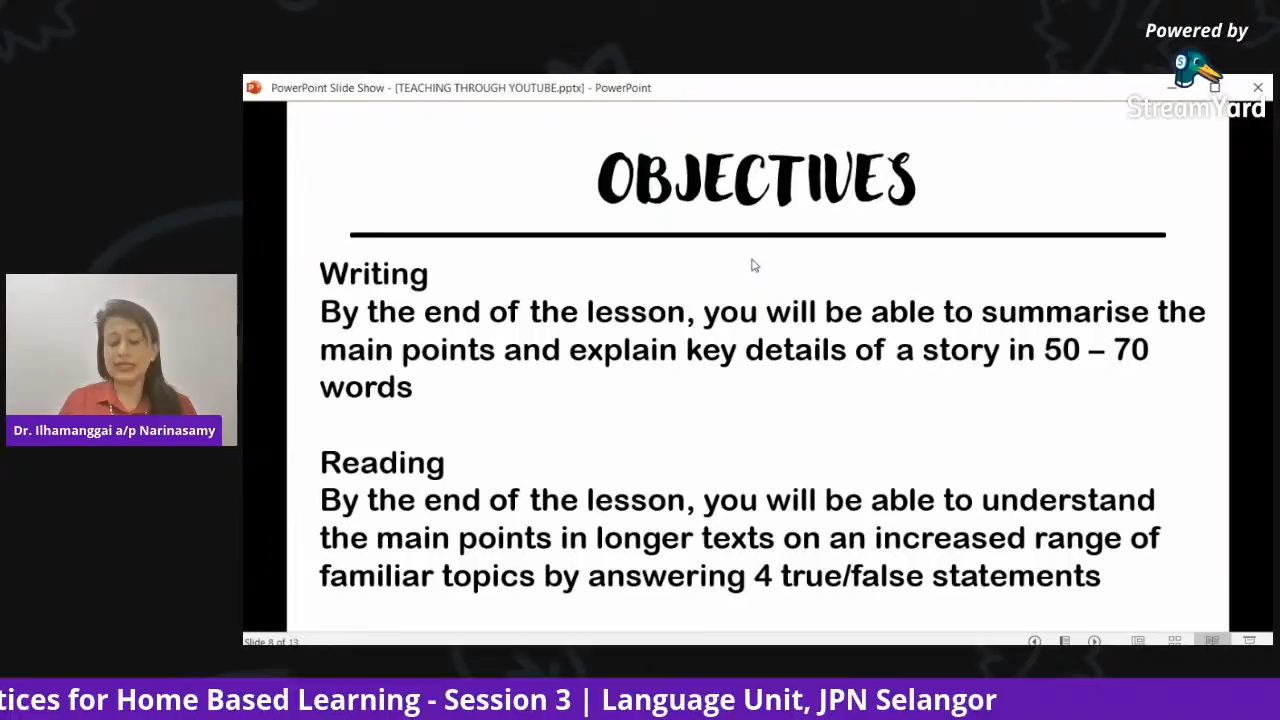 Powered by
StreamYard
PowerPoint Slide Show - [TEACHING THROUGH YOUTUBE.pptx] - PowerPoint
OBJECTIVES
Writing
By the end of the lesson, you will be able to summarise the
main points and explain key details of a story in 50 – 70
words
Reading
By the end of the lesson, you will be able to understand
the main points in longer texts on an increased range of
familiar topics by answering 4 true/false statements
Dr. Ilhamanggai a/p Narinasamy
Slide 8 of 13
tices for Home Based Learning - Session 3 | Language Unit, JPN Selangor